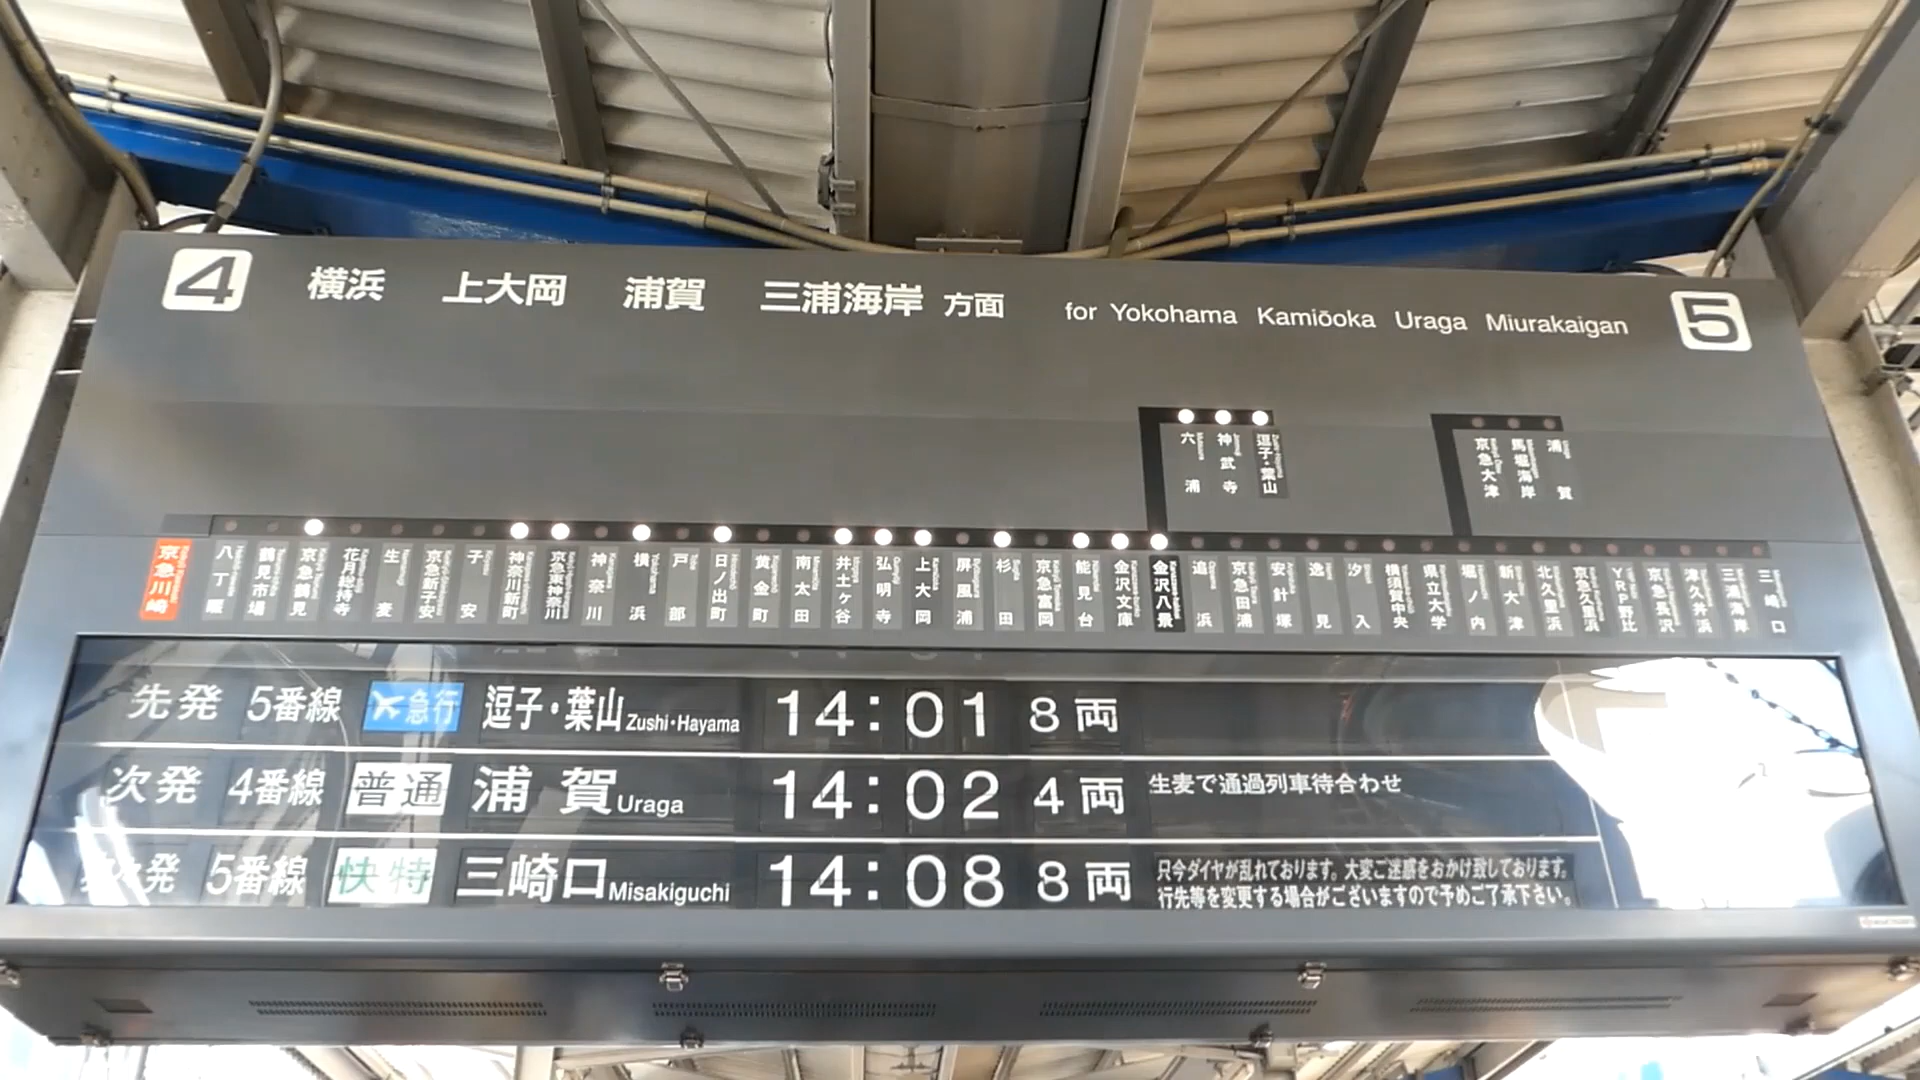 4 横浜 上大岡 浦賀 三浦海岸 方面 for Yokohama Kamiōoka Uraga Miurakaigan 5
六浦 神武寺 逗子・葉山
京急大津 馬堀海岸 浦賀
京急川崎 八丁畷 鶴見市場 京急鶴見 花月総持寺 生麦 京急新子安 子安 神奈川新町 京急東神奈川 神奈川 横浜 戸部 日ノ出町 黄金町 南太田 井土ヶ谷 弘明寺 上大岡 屏風浦 杉田 京急富岡 能見台 金沢文庫 金沢八景 追浜 京急田浦 安針塚 逸見 汐入 横須賀中央 県立大学 堀ノ内 新大津 北久里浜 京急久里浜 YRP野比 京急長沢 津久井浜 三浦海岸 三崎口
先発 5番線 急行 逗子・葉山 Zushi・Hayama 14:01 8両
次発 4番線 普通 浦賀 Uraga 14:02 4両 生麦で通過列車待合わせ
次々発 5番線 快特 三崎口 Misakiguchi 14:08 8両 只今ダイヤが乱れております。大変ご迷惑をおかけ致しております。
行先等を変更する場合がございますので予めご了承下さい。